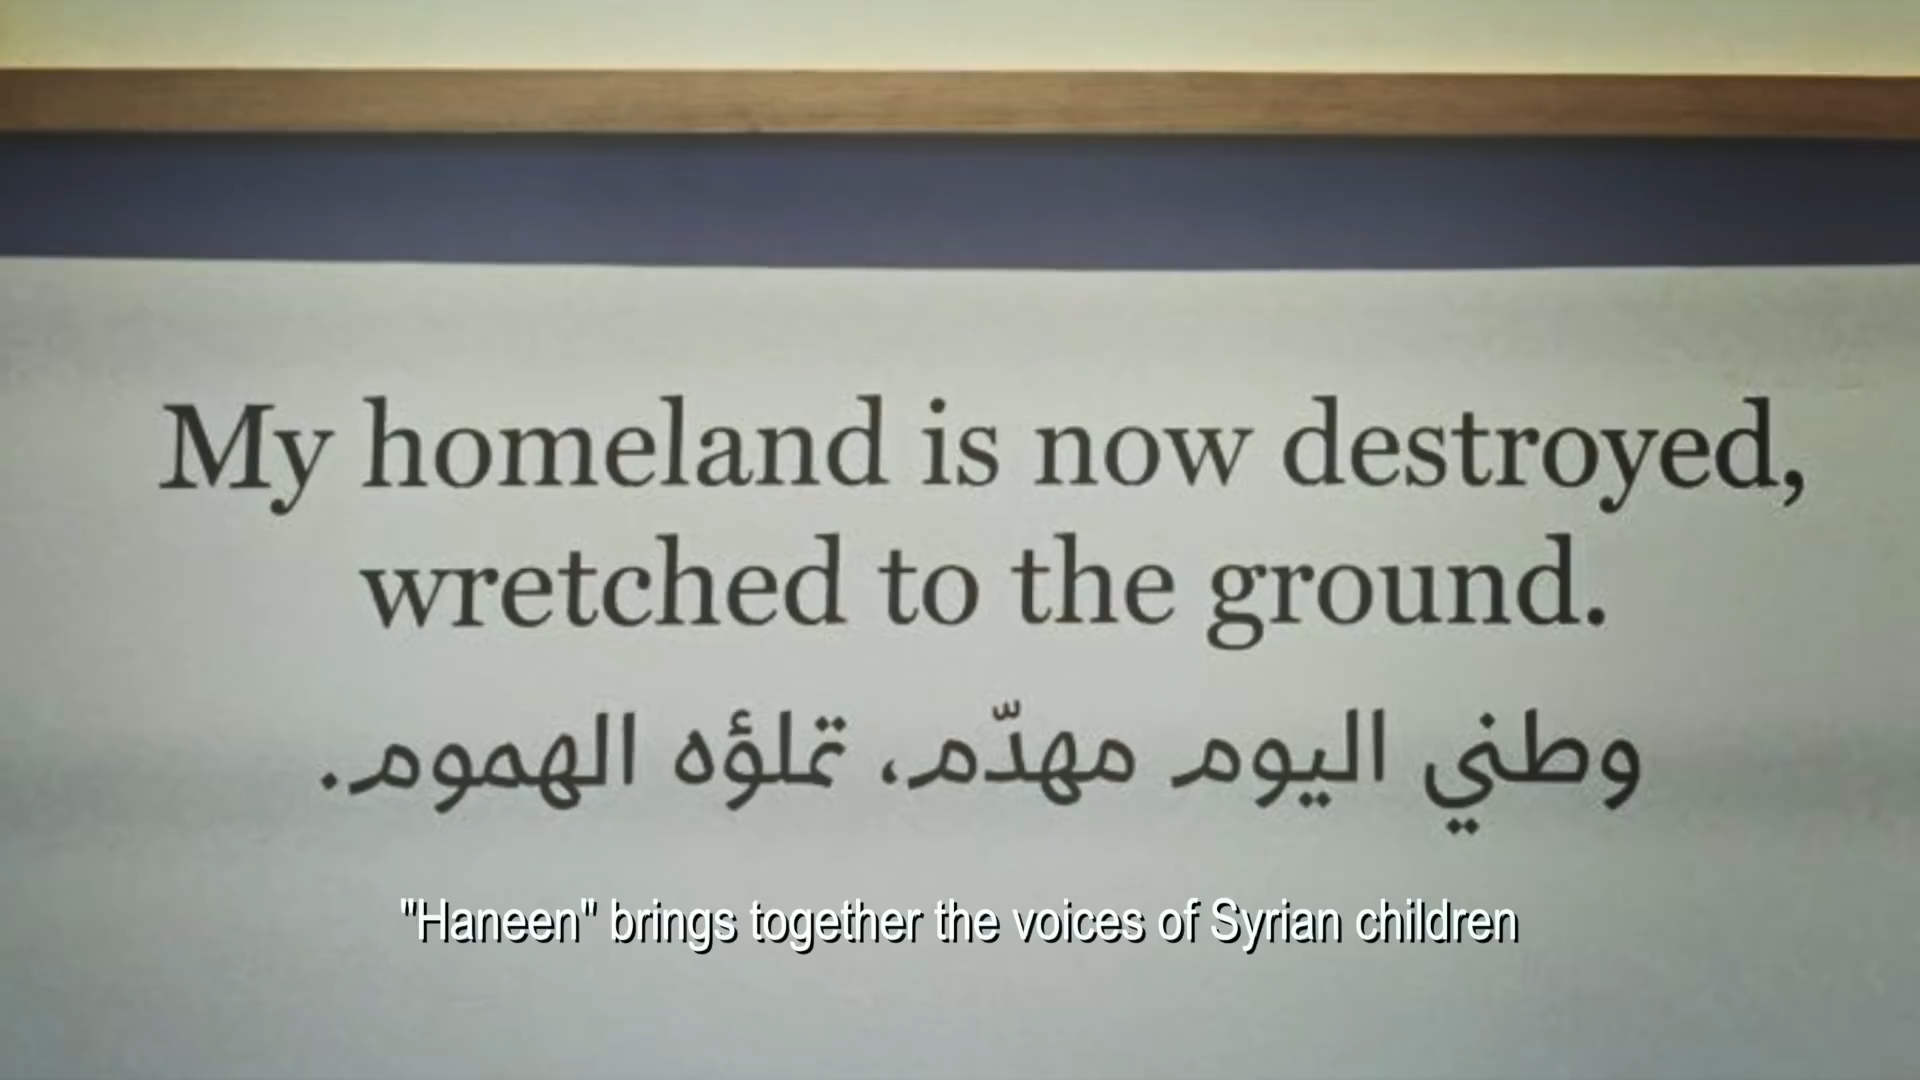 My homeland is now destroyed,
wretched to the ground.
وطني اليوم مهدّم، تملؤه الهموم.
"Haneen" brings together the voices of Syrian children